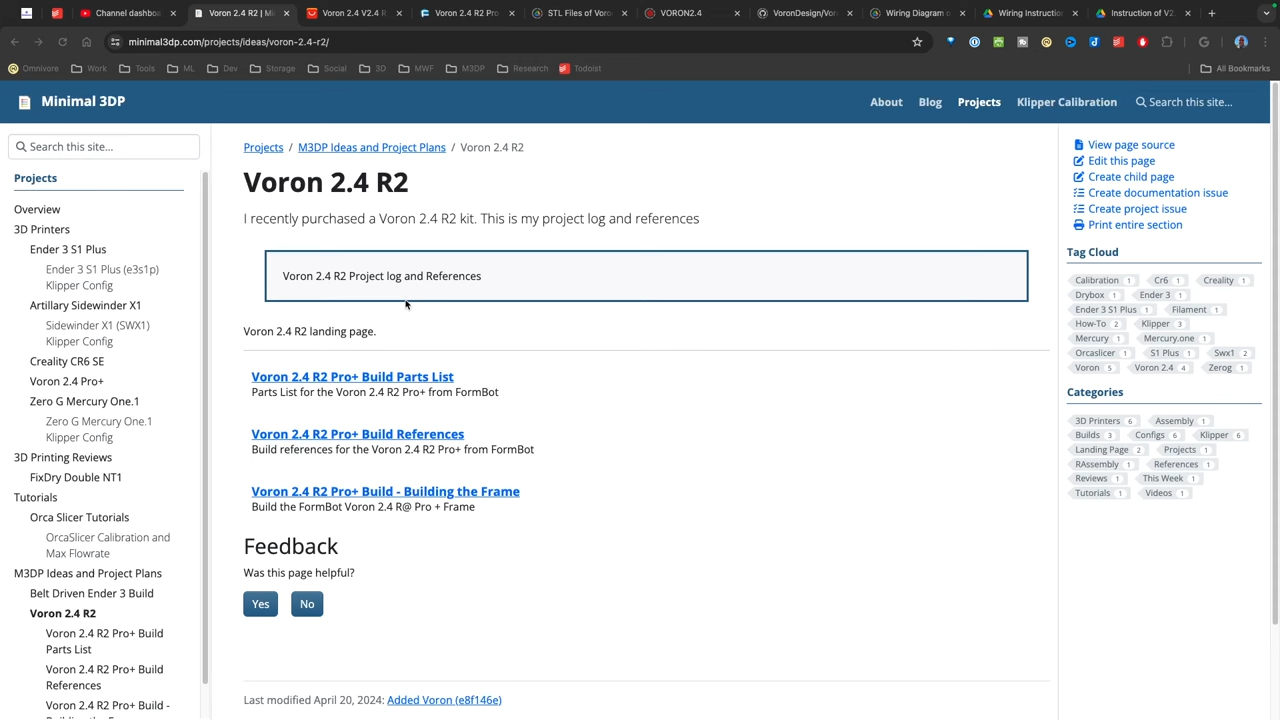 Channel dashboa
Voron 2.4 R2 | Mi
Voron 2.4 V2.4 R
Voron 2.4 R2 Pro
STL Files of Voro
VORON2.4
VoronDesign/Vor
Wiring Diagram o
Wiring Instruction
Instruction of V2.
minimal3dp.com/projects/ideas/voron-2.4-r2/
Omnivore
Work
Tools
ML
Dev
Storage
Social
3D
MWF
M3DP
Research
Todoist
All Bookmarks
Minimal 3DP
About
Blog
Projects
Klipper Calibration
Search this site…
Search this site…
Projects
Overview
3D Printers
Ender 3 S1 Plus
Ender 3 S1 Plus (e3s1p)
Klipper Config
Artillary Sidewinder X1
Sidewinder X1 (SWX1)
Klipper Config
Creality CR6 SE
Voron 2.4 Pro+
Zero G Mercury One.1
Zero G Mercury One.1
Klipper Config
3D Printing Reviews
FixDry Double NT1
Tutorials
Orca Slicer Tutorials
OrcaSlicer Calibration and
Max Flowrate
M3DP Ideas and Project Plans
Belt Driven Ender 3 Build
Voron 2.4 R2
Voron 2.4 R2 Pro+ Build
Parts List
Voron 2.4 R2 Pro+ Build
References
Voron 2.4 R2 Pro+ Build -
Projects / M3DP Ideas and Project Plans / Voron 2.4 R2
Voron 2.4 R2
I recently purchased a Voron 2.4 R2 kit. This is my project log and references
Voron 2.4 R2 Project log and References
Voron 2.4 R2 landing page.
Voron 2.4 R2 Pro+ Build Parts List
Parts List for the Voron 2.4 R2 Pro+ from FormBot
Voron 2.4 R2 Pro+ Build References
Build references for the Voron 2.4 R2 Pro+ from FormBot
Voron 2.4 R2 Pro+ Build - Building the Frame
Build the FormBot Voron 2.4 R@ Pro + Frame
Feedback
Was this page helpful?
Yes
No
Last modified April 20, 2024: Added Voron (e8f146e)
View page source
Edit this page
Create child page
Create documentation issue
Create project issue
Print entire section
Tag Cloud
Calibration 1 Cr6 1 Creality 1
Drybox 1 Ender 3 1
Ender 3 S1 Plus 1 Filament 1
How-To 2 Klipper 3
Mercury 1 Mercury.one 1
Orcaslicer 1 S1 Plus 1 Swx1 2
Voron 5 Voron 2.4 4 Zerog 1
Categories
3D Printers 6 Assembly 1
Builds 3 Configs 6 Klipper 6
Landing Page 2 Projects 1
RAssembly 1 References 1
Reviews 1 This Week 1
Tutorials 1 Videos 1